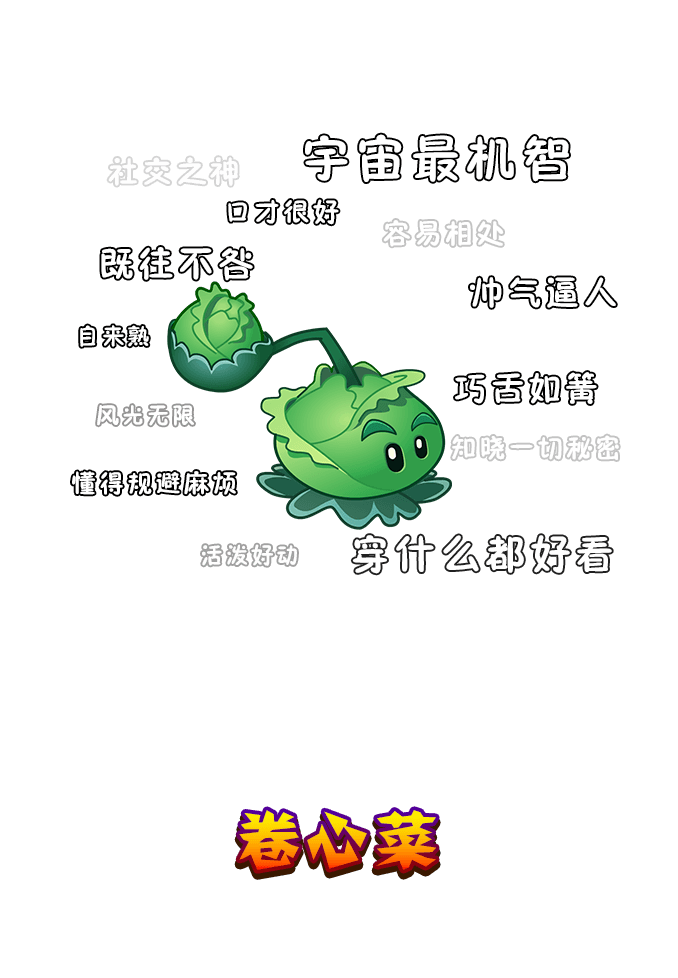 社交之神
宇宙最机智
口才很好
容易相处
既往不咎
帅气逼人
自来熟
巧舌如簧
风光无限
知晓一切秘密
懂得规避麻烦
活泼好动
穿什么都好看
卷心菜